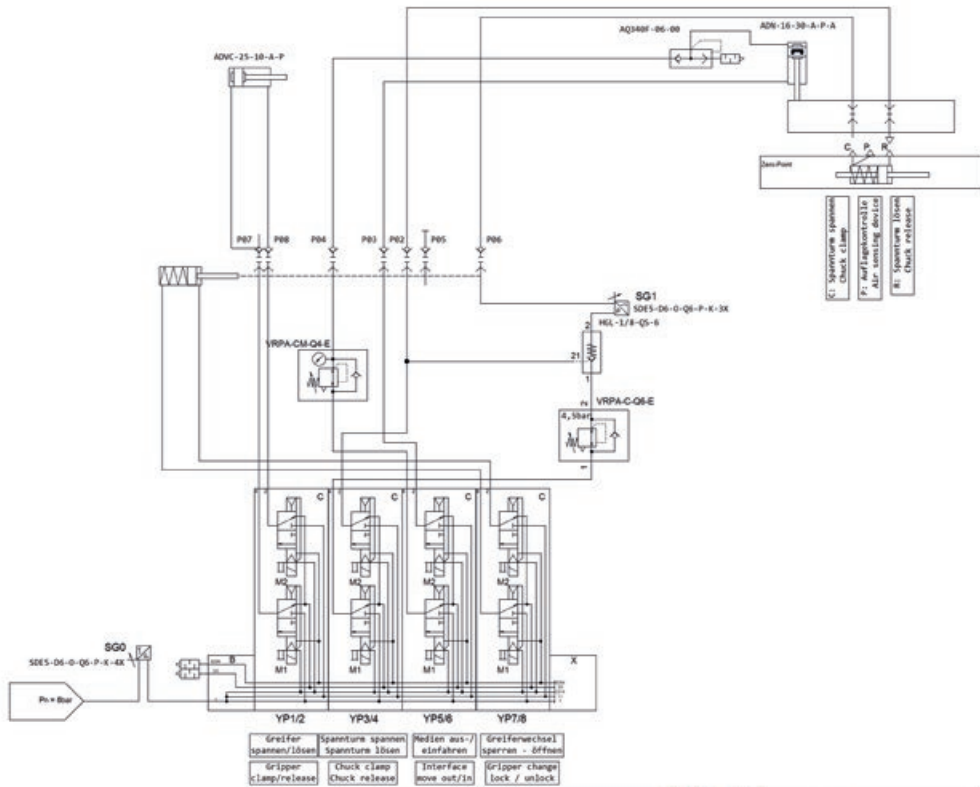 AQ340F-06-00
ADN-16-30-A-P-A
ADVC-25-10-A-P
C P R
Zero-Point
C: Spannturm spannen
Chuck clamp
P: Auflagekontrolle
Air sensing device
R: Spannturm lösen
Chuck release
P07 P08 P04 P03 P02 P05 P06
SG1
SDE5-D6-O-Q6-P-K-3X
HGL-1/8-QS-6
2
21
1
VRPA-CM-Q4-E
2
VRPA-C-Q6-E
4,5bar
1
C C C C
M2 M2 M2 M2
M1 M1 M1 M1
SG0
SDE5-D6-O-Q6-P-K-4X
B X
Pn = 6bar
YP1/2 YP3/4 YP5/6 YP7/8
Greifer
spannen/lösen
Spannturm spannen
Spannturm lösen
Medien aus-/
einfahren
Greiferwechsel
sperren - öffnen
Gripper
clamp/release
Chuck clamp
Chuck release
Interface
move out/in
Gripper change
lock / unlock